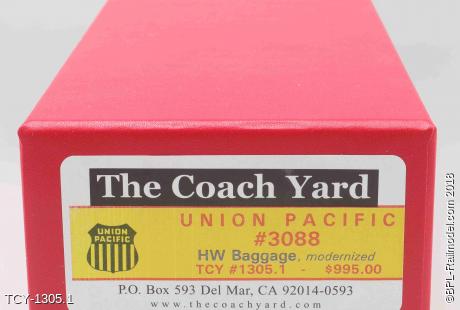 The Coach Yard
UNION PACIFIC
#3088
UNION
PACIFIC
HW Baggage, modernized
TCY #1305.1 - $995.00
P.O. Box 593 Del Mar, CA 92014-0593
www.thecoachyard.com
TCY-1305.1
©BPL-Railmodel.com 2018